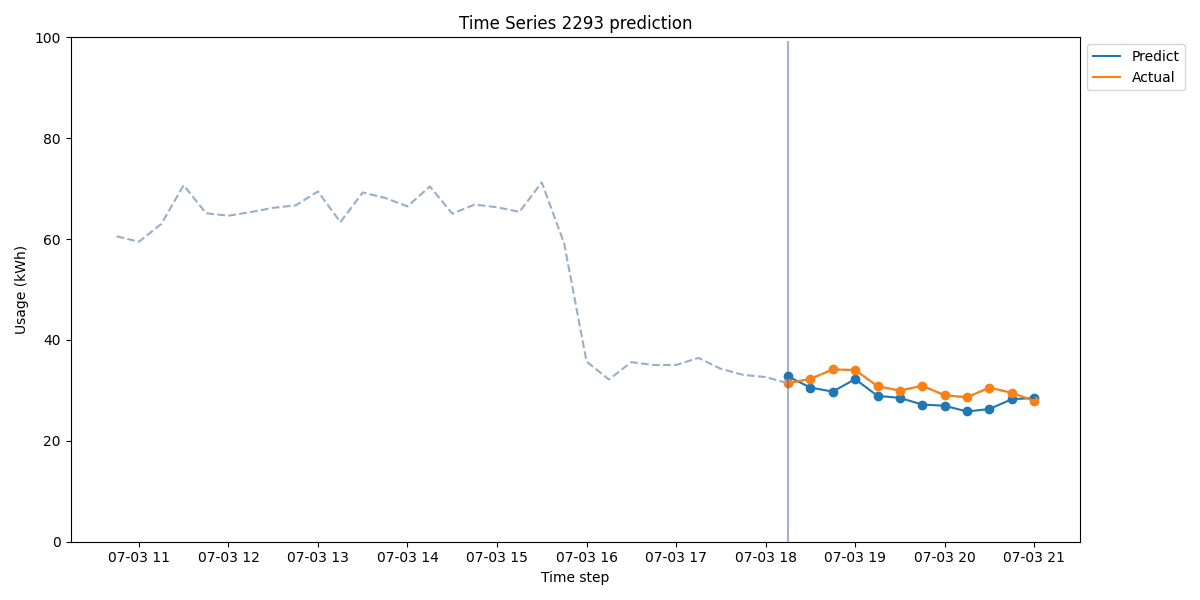 Time Series 2293 prediction
Predict
Actual
100
80
60
40
20
0
Usage (kWh)
07-03 11 07-03 12 07-03 13 07-03 14 07-03 15 07-03 16 07-03 17 07-03 18 07-03 19 07-03 20 07-03 21
Time step